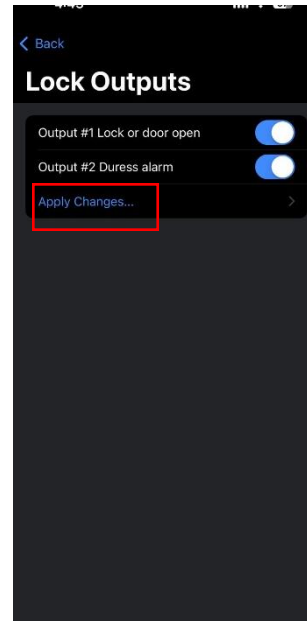 Back
Lock Outputs
Output #1 Lock or door open
Output #2 Duress alarm
Apply Changes...